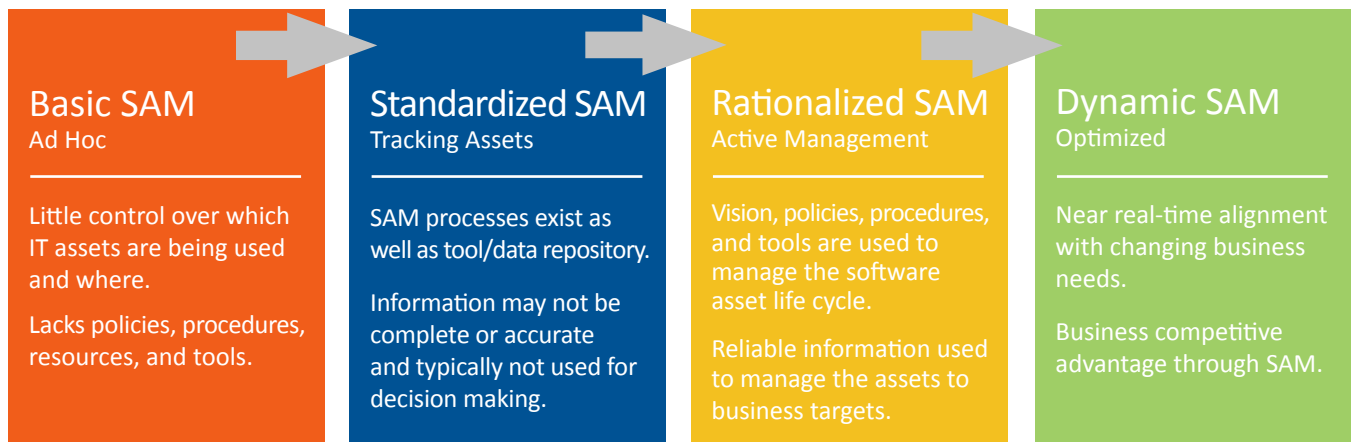 Basic SAM
Ad Hoc
Little control over which
IT assets are being used
and where.
Lacks policies, procedures,
resources, and tools.
Standardized SAM
Tracking Assets
SAM processes exist as
well as tool/data repository.
Information may not be
complete or accurate
and typically not used for
decision making.
Rationalized SAM
Active Management
Vision, policies, procedures,
and tools are used to
manage the software
asset life cycle.
Reliable information used
to manage the assets to
business targets.
Dynamic SAM
Optimized
Near real-time alignment
with changing business
needs.
Business competitive
advantage through SAM.